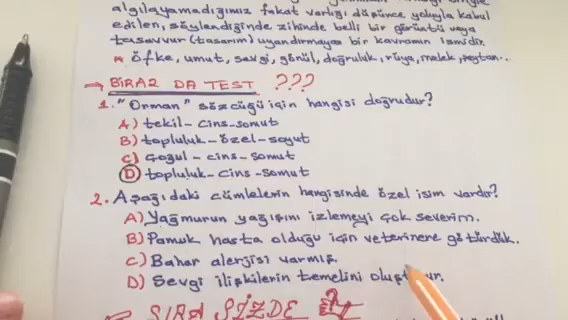 algılayamadığımız fakat varlığı düşünce yoluyla kabul
edilen, söylendiğinde zihinde belli bir görüntü veya
tasavvur (tasarım) uyandırmayan bir kavramın ismidir.
* öfke, umut, sevgi, gönül, doğruluk, rüya, melek, şeytan...
→ BİRAZ DA TEST ???
1. "Orman" sözcüğü için hangisi doğrudur?
A) tekil - cins - somut
B) topluluk - özel - soyut
C) çoğul - cins - somut
D) topluluk - cins - somut
2. Aşağıdaki cümlelerin hangisinde özel isim vardır?
A) Yağmurun yağışını izlemeyi çok severim.
B) Pamuk hasta olduğu için veterinere götürdük.
C) Bahar alerjisi varmış.
D) Sevgi ilişkilerin temelini
SIRA SİZDE